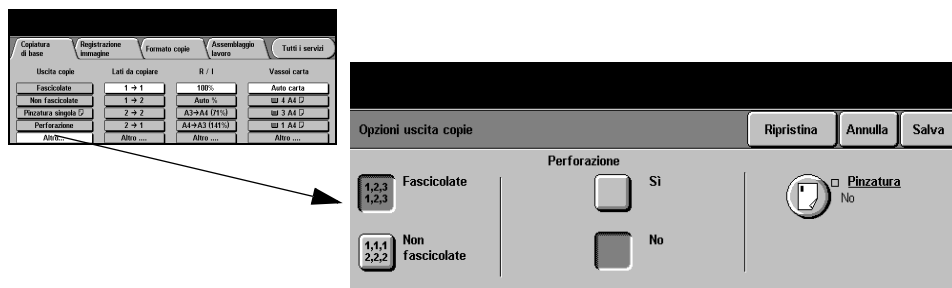 Copiatura di base
Registrazione immagine
Formato copie
Assemblaggio lavoro
Tutti i servizi
Uscita copie Lati da copiare R / I Vassoi carta
Fascicolate 1 → 1 100% Auto carta
Non fascicolate 1 → 2 Auto % 4 A4
Pinzatura singola 2 → 2 A3→A4 (71%) 3 A4
Perforazione 2 → 1 A4→A3 (141%) 1 A4
Altro... Altro .... Altro .... Altro ....
Opzioni uscita copie Ripristina Annulla Salva
Perforazione
1,2,3
1,2,3
Fascicolate
Sì
Pinzatura
No
1,1,1
2,2,2
Non
fascicolate
No